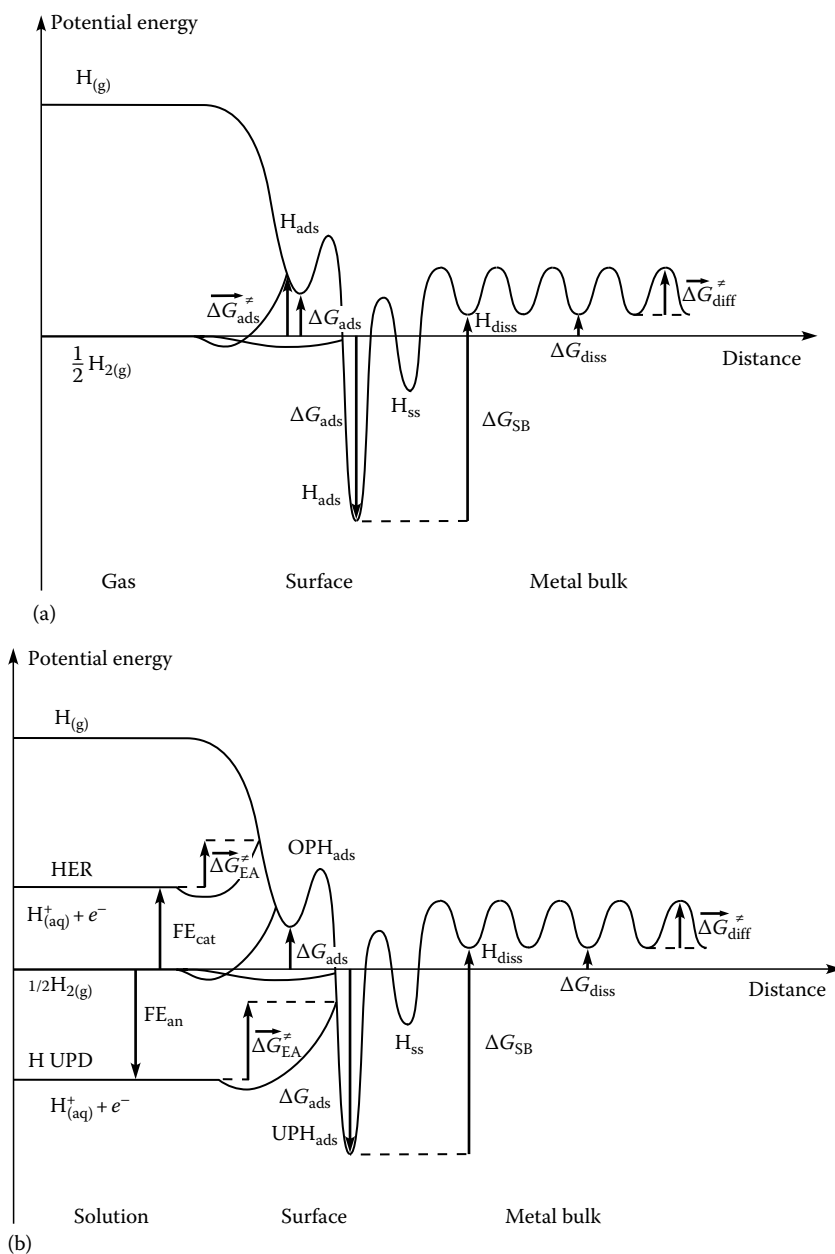 Potential energy
H(g)
Hads
ΔG≠ads
ΔGads
Hdiss
ΔG≠diff
1/2 H2(g)
ΔGdiss
Distance
ΔGads
Hss
ΔGSB
Hads
Gas
Surface
Metal bulk
(a)
Potential energy
H(g)
OPHads
HER
ΔG≠EA
H+(aq) + e−
FEcat
ΔGads
Hdiss
ΔG≠diff
1/2H2(g)
ΔGdiss
Distance
FEan
H UPD
ΔG≠EA
Hss
ΔGSB
ΔGads
H+(aq) + e−
UPHads
Solution
Surface
Metal bulk
(b)